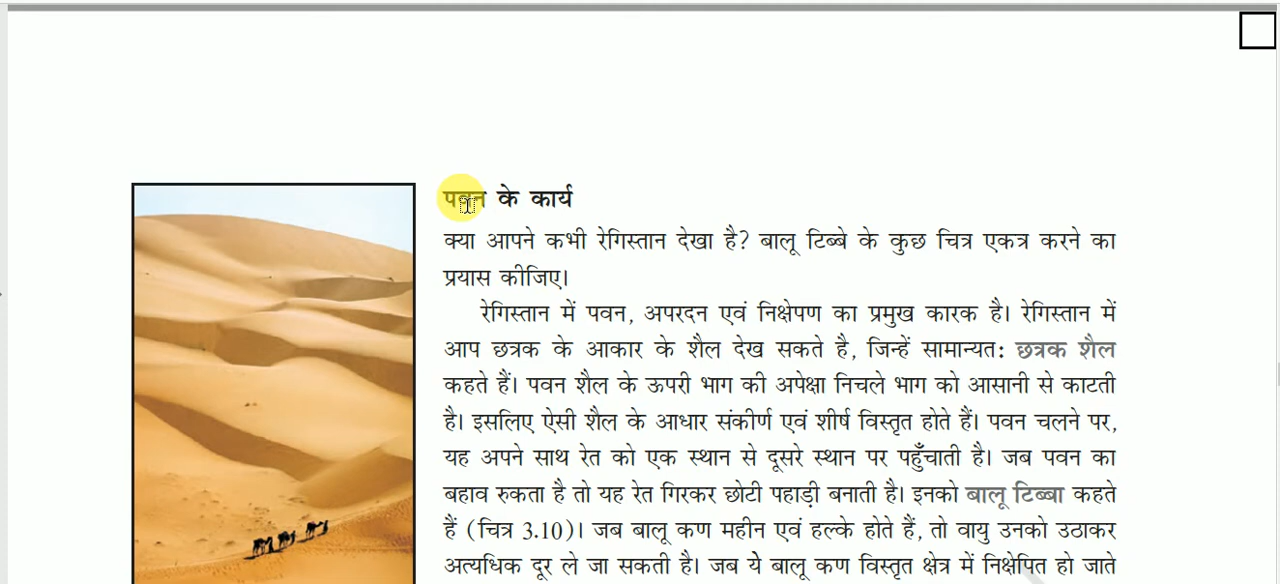 पवन के कार्य
क्या आपने कभी रेगिस्तान देखा है? बालू टिब्बे के कुछ चित्र एकत्र करने का
प्रयास कीजिए।
रेगिस्तान में पवन, अपरदन एवं निक्षेपण का प्रमुख कारक है। रेगिस्तान में
आप छत्रक के आकार के शैल देख सकते है, जिन्हें सामान्यत: छत्रक शैल
कहते हैं। पवन शैल के ऊपरी भाग की अपेक्षा निचले भाग को आसानी से काटती
है। इसलिए ऐसी शैल के आधार संकीर्ण एवं शीर्ष विस्तृत होते हैं। पवन चलने पर,
यह अपने साथ रेत को एक स्थान से दूसरे स्थान पर पहुँचाती है। जब पवन का
बहाव रुकता है तो यह रेत गिरकर छोटी पहाड़ी बनाती है। इनको बालू टिब्बा कहते
हैं (चित्र 3.10)। जब बालू कण महीन एवं हल्के होते हैं, तो वायु उनको उठाकर
अत्यधिक दूर ले जा सकती है। जब ये बालू कण विस्तृत क्षेत्र में निक्षेपित हो जाते